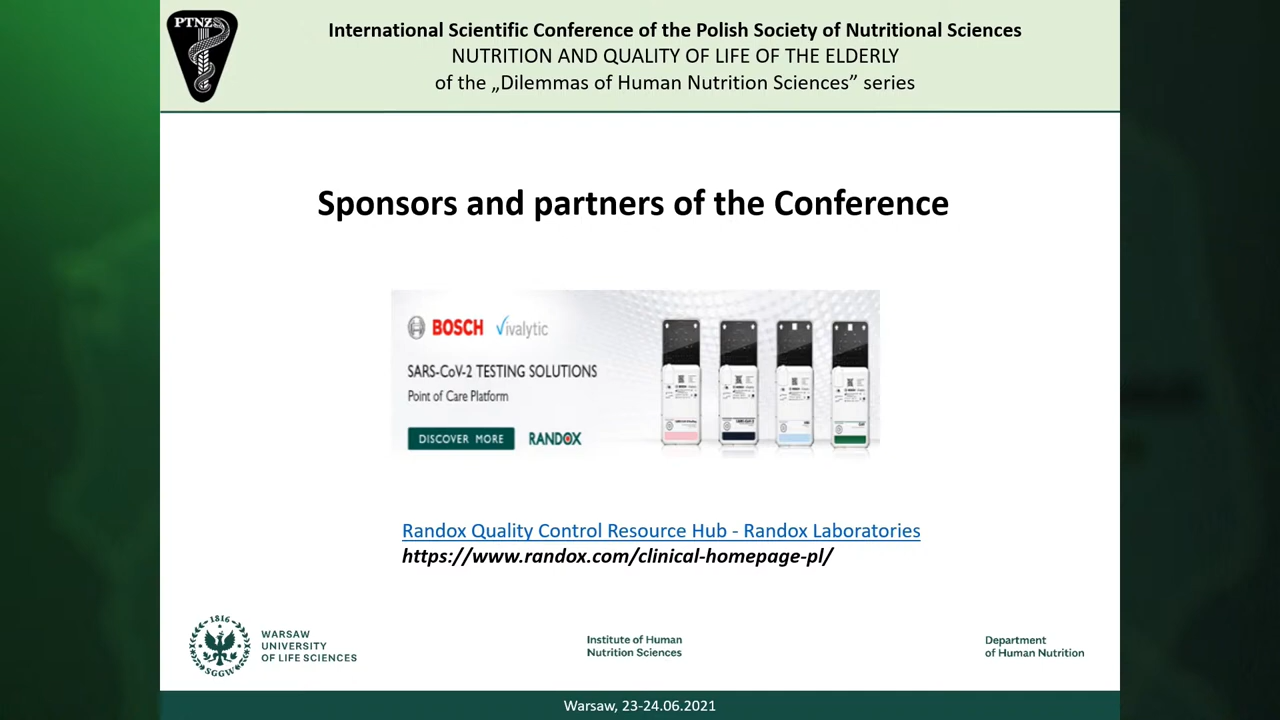 PTNZ
International Scientific Conference of the Polish Society of Nutritional Sciences
NUTRITION AND QUALITY OF LIFE OF THE ELDERLY
of the „Dilemmas of Human Nutrition Sciences” series
Sponsors and partners of the Conference
BOSCH Vivalytic
SARS-CoV-2 TESTING SOLUTIONS
Point of Care Platform
DISCOVER MORE RANDOX
Randox Quality Control Resource Hub - Randox Laboratories
https://www.randox.com/clinical-homepage-pl/
1816
SGGW
WARSAW
UNIVERSITY
OF LIFE SCIENCES
Institute of Human
Nutrition Sciences
Department
of Human Nutrition
Warsaw, 23-24.06.2021